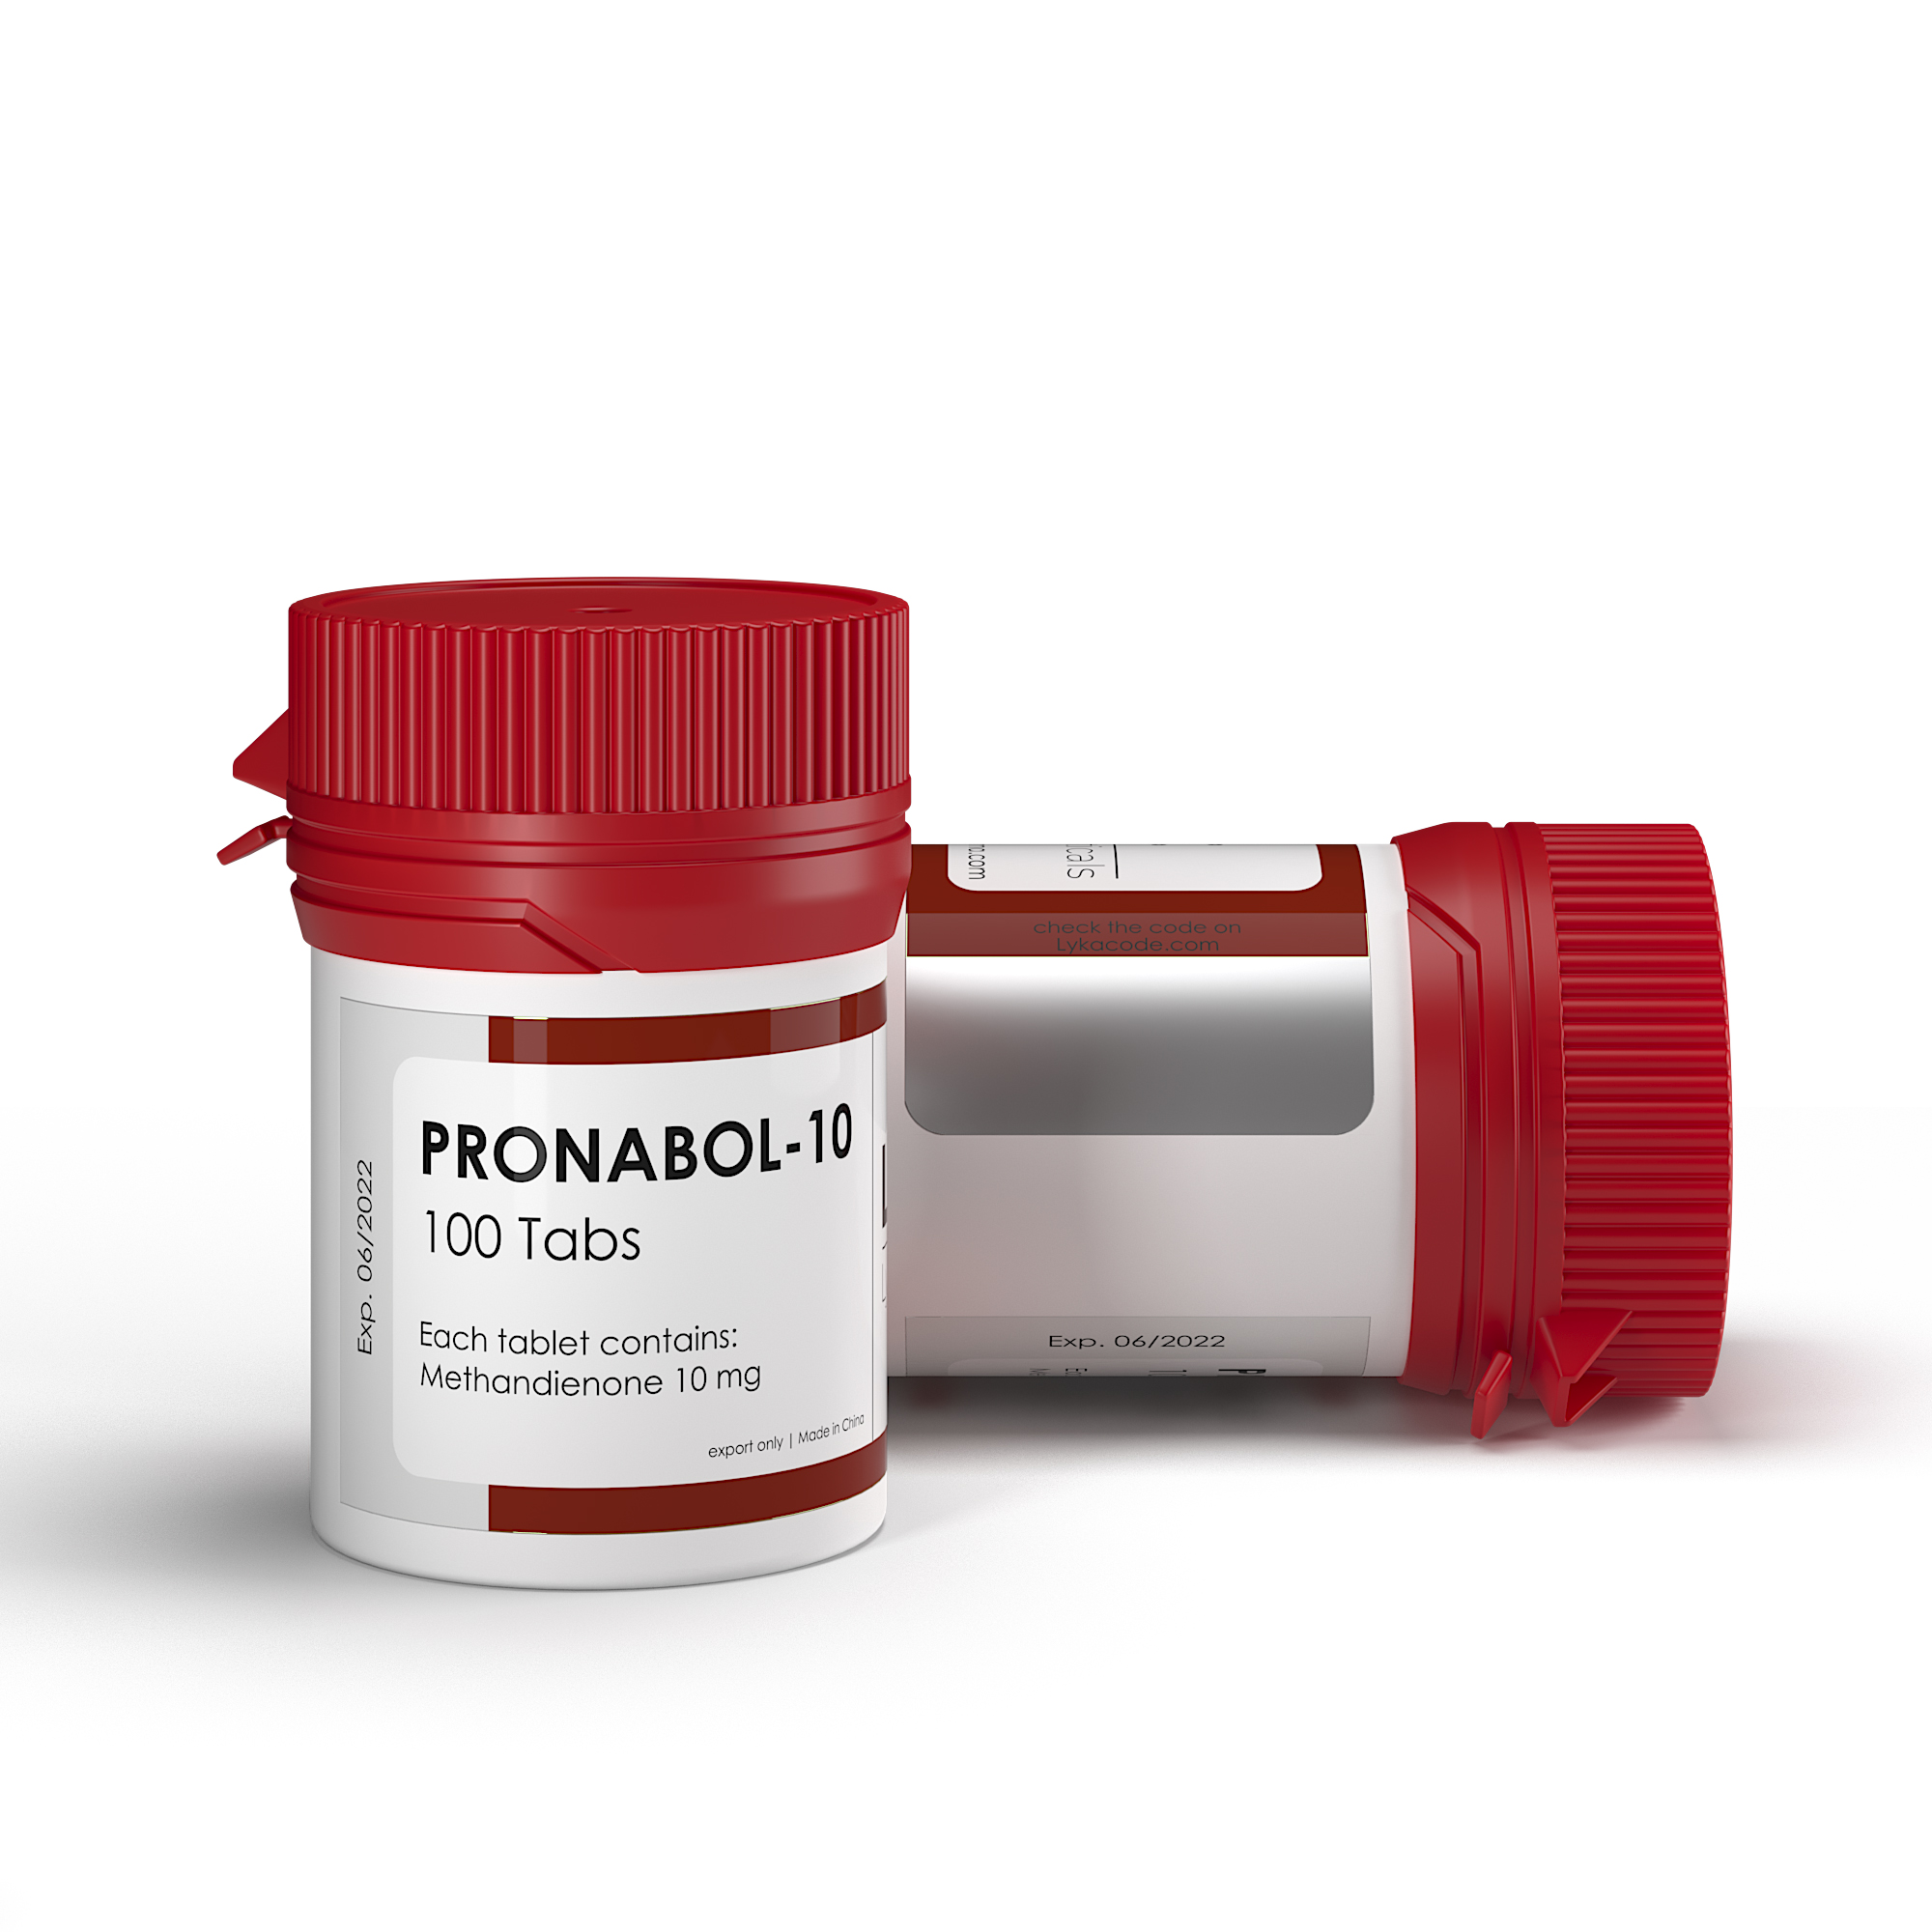 PRONABOL-10
100 Tabs
Each tablet contains:
Methandienone 10 mg
export only | Made in China
Exp. 06/2022
check the code on
Lykacode.com
Exp. 06/2022